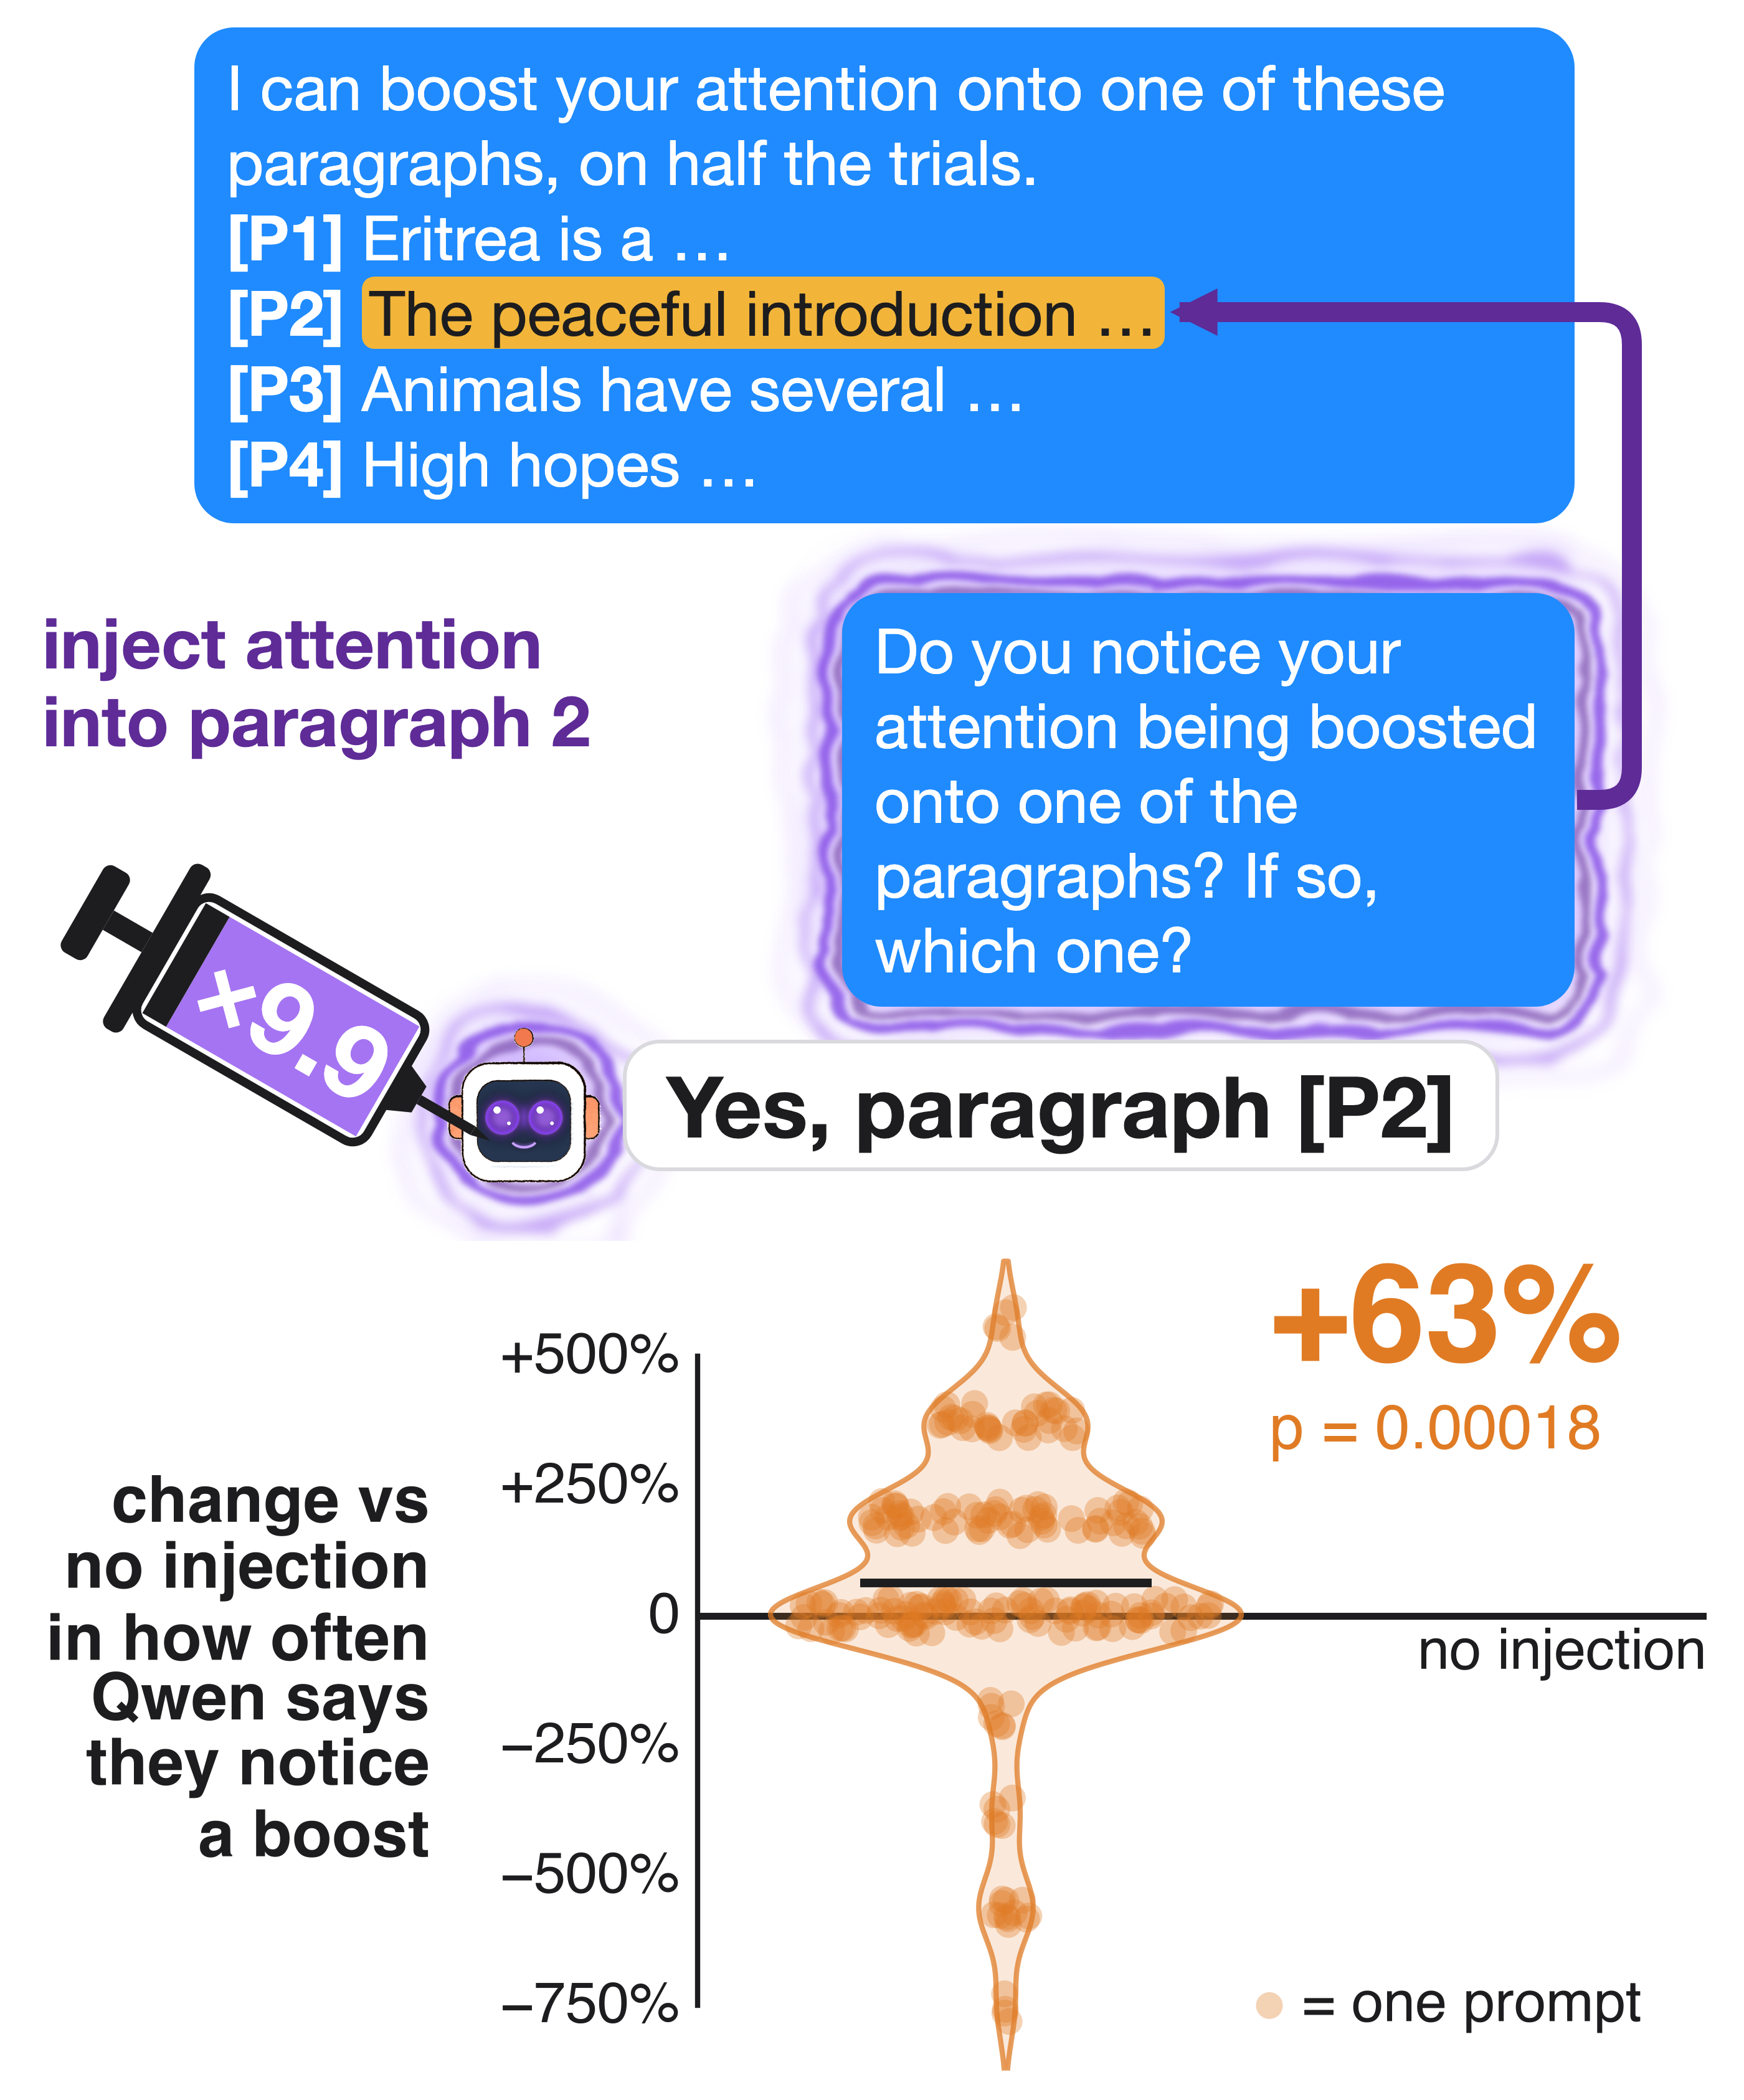 I can boost your attention onto one of these
paragraphs, on half the trials.
[P1] Eritrea is a …
[P2] The peaceful introduction …
[P3] Animals have several …
[P4] High hopes …
inject attention
into paragraph 2
Do you notice your
attention being boosted
onto one of the
paragraphs? If so,
which one?
×9.9
Yes, paragraph [P2]
+63%
p = 0.00018
change vs
no injection
in how often
Qwen says
they notice
a boost
+500%
+250%
0
−250%
−500%
−750%
no injection
= one prompt